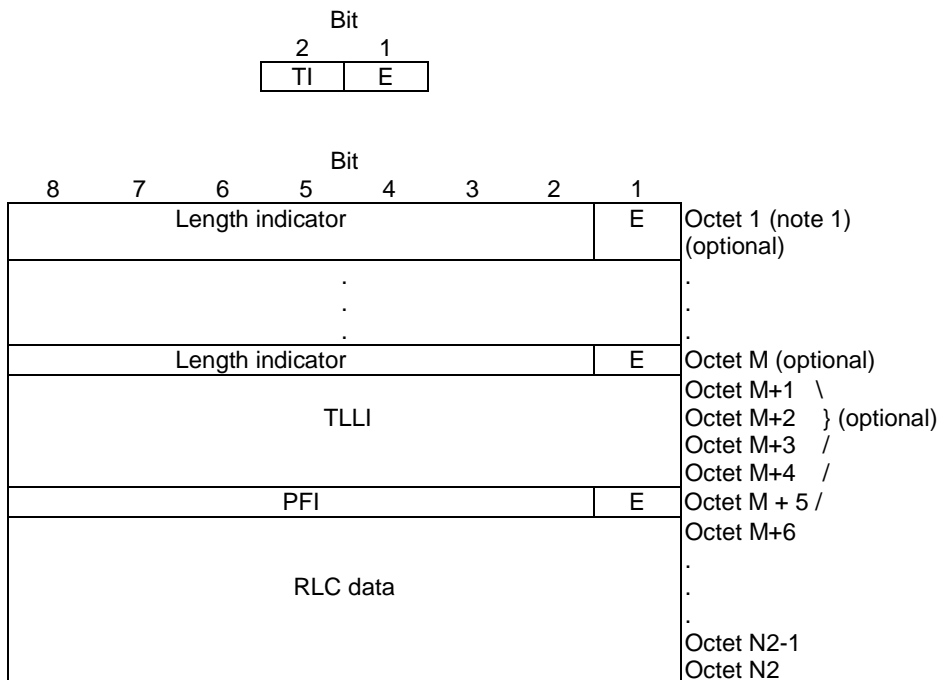 Bit
2 1
TI E
Bit
8 7 6 5 4 3 2 1
Length indicator E Octet 1 (note 1)
(optional)
. .
. .
. .
Length indicator E Octet M (optional)
Octet M+1 \
TLLI Octet M+2 } (optional)
Octet M+3 /
Octet M+4 /
PFI E Octet M + 5 /
Octet M+6
.
RLC data .
.
Octet N2-1
Octet N2